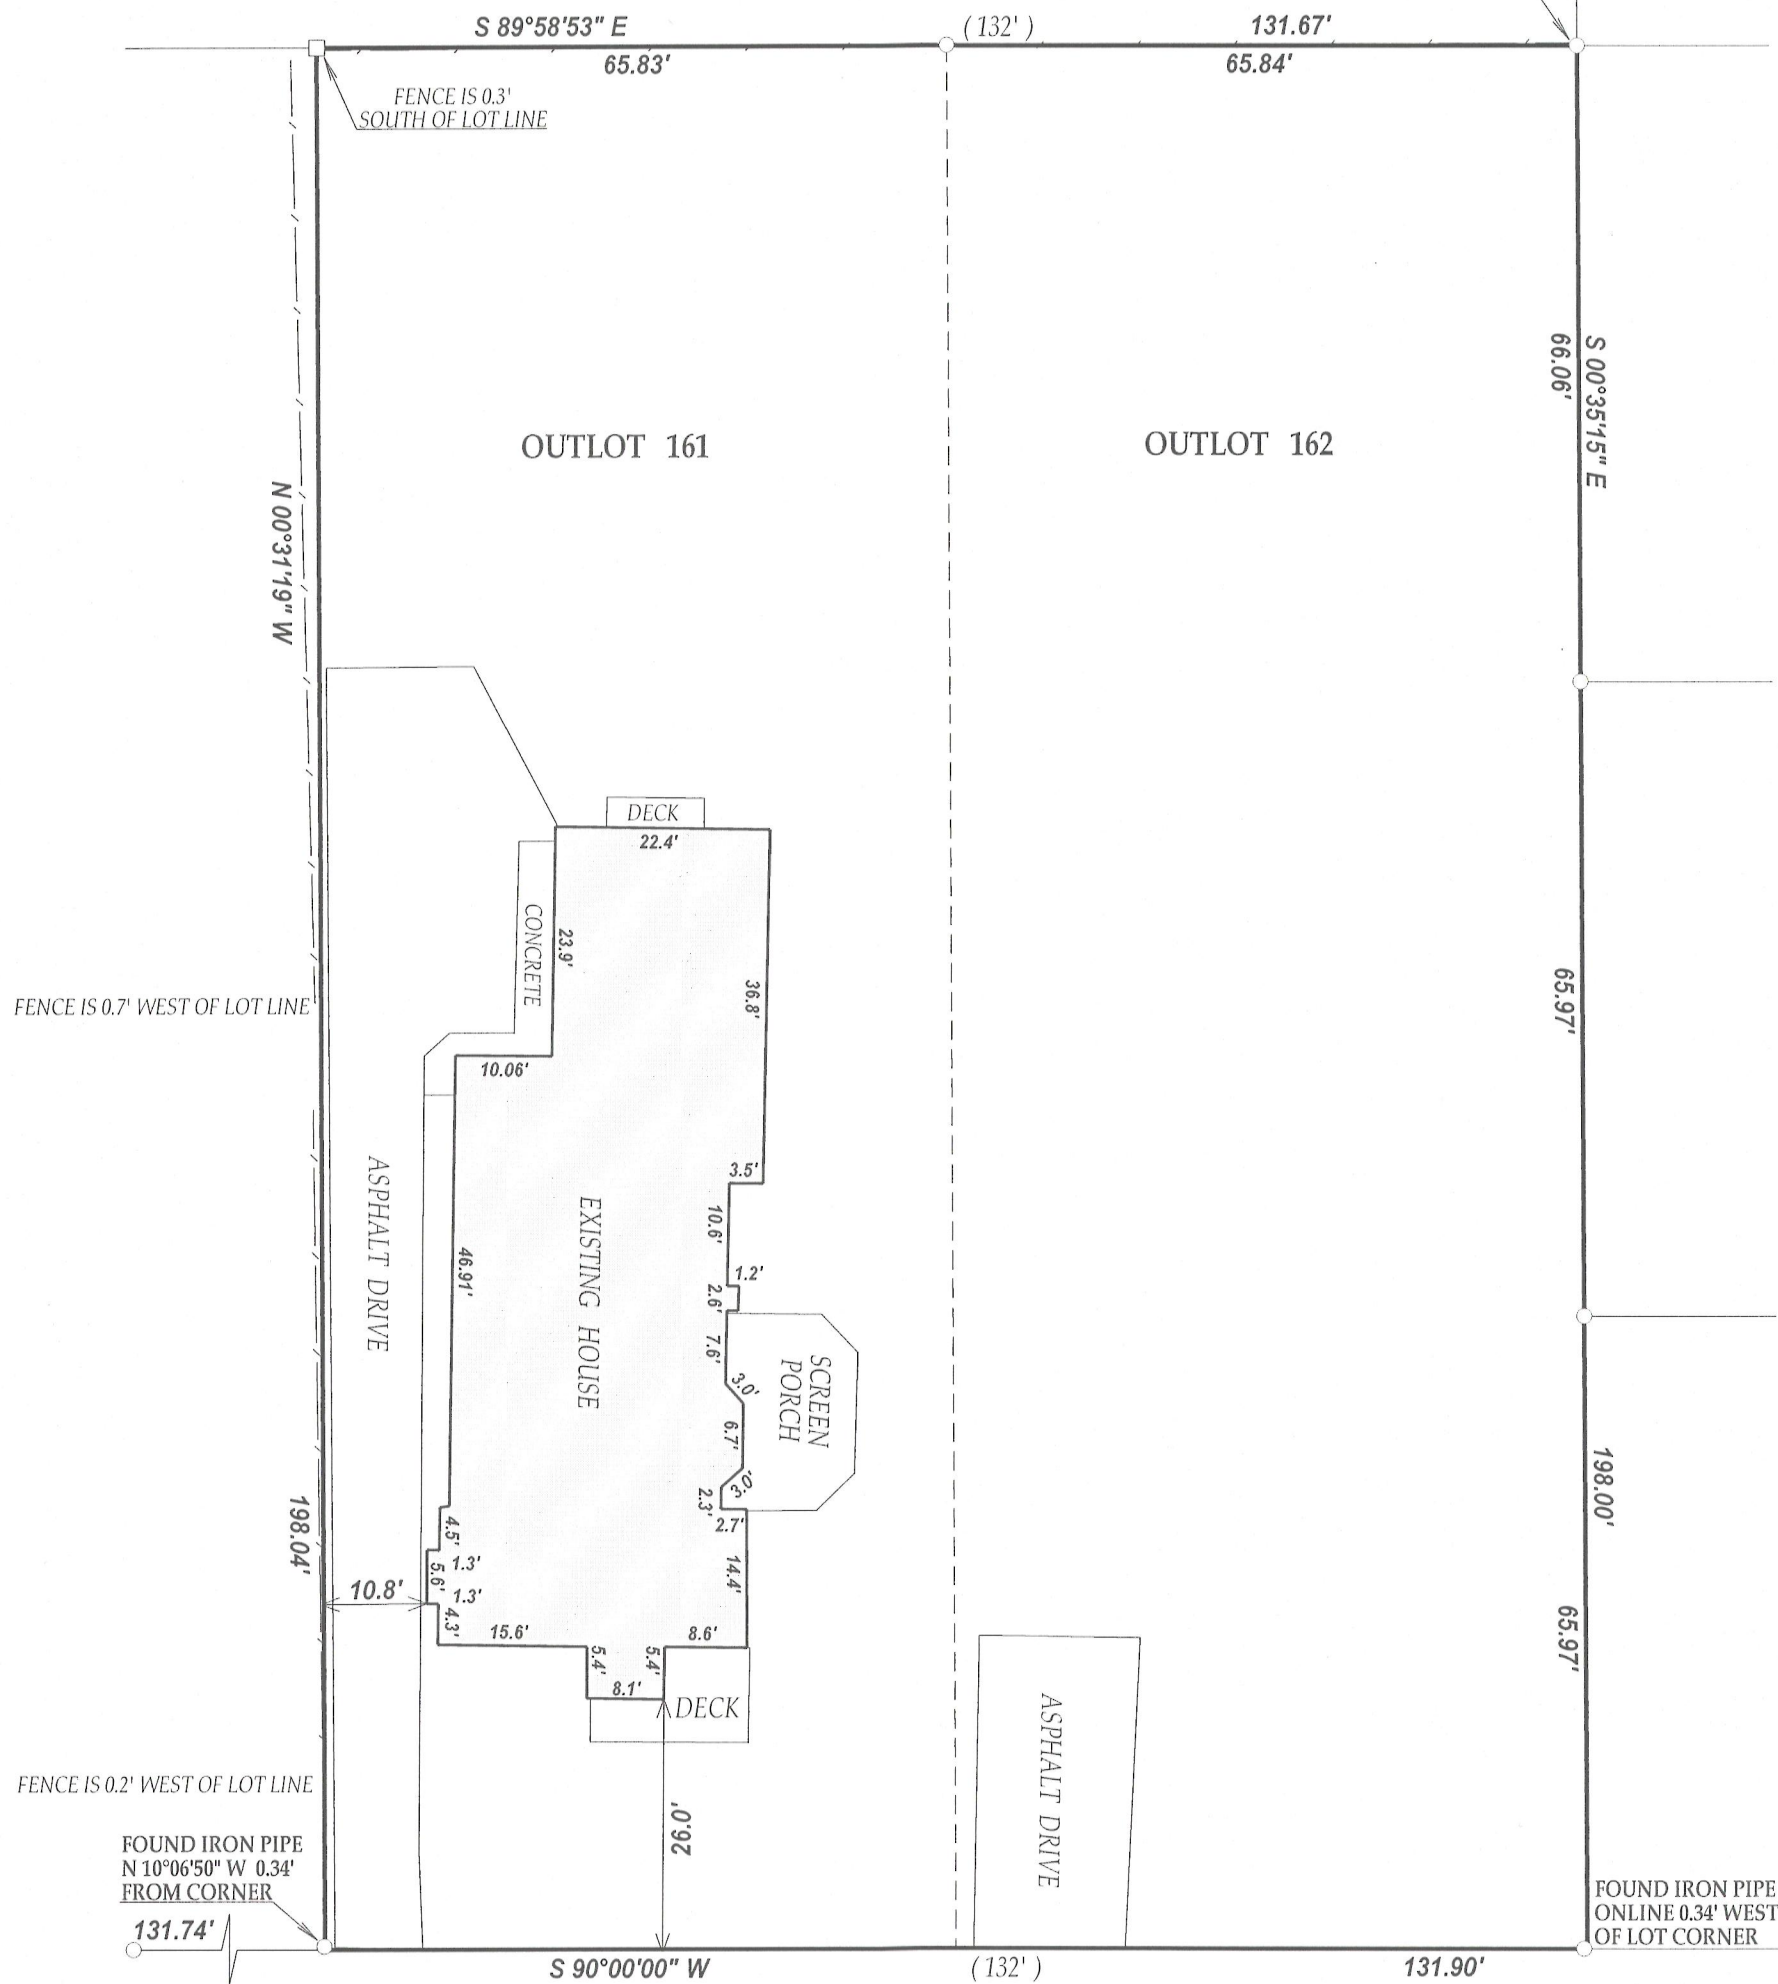 S 89°58'53" E
( 132' )
131.67'
65.83'
65.84'
FENCE IS 0.3'
SOUTH OF LOT LINE
S 00°35'15" E
66.06'
OUTLOT 161
OUTLOT 162
N 00°31'19" W
DECK
22.4'
CONCRETE
23.9'
36.8'
65.97'
FENCE IS 0.7' WEST OF LOT LINE
10.06'
3.5'
ASPHALT DRIVE
EXISTING HOUSE
46.91'
10.6'
1.2'
2.6'
7.6'
3.0'
6.7'
3.0'
2.3'
2.7'
SCREEN
PORCH
198.00'
198.04'
4.5'
1.3'
5.6'
1.3'
4.3'
14.4'
10.8'
15.6'
8.6'
5.4'
5.4'
8.1'
DECK
65.97'
ASPHALT DRIVE
FENCE IS 0.2' WEST OF LOT LINE
26.0'
FOUND IRON PIPE
N 10°06'50" W 0.34'
FROM CORNER
131.74'
FOUND IRON PIPE
ONLINE 0.34' WEST
OF LOT CORNER
S 90°00'00" W
( 132' )
131.90'